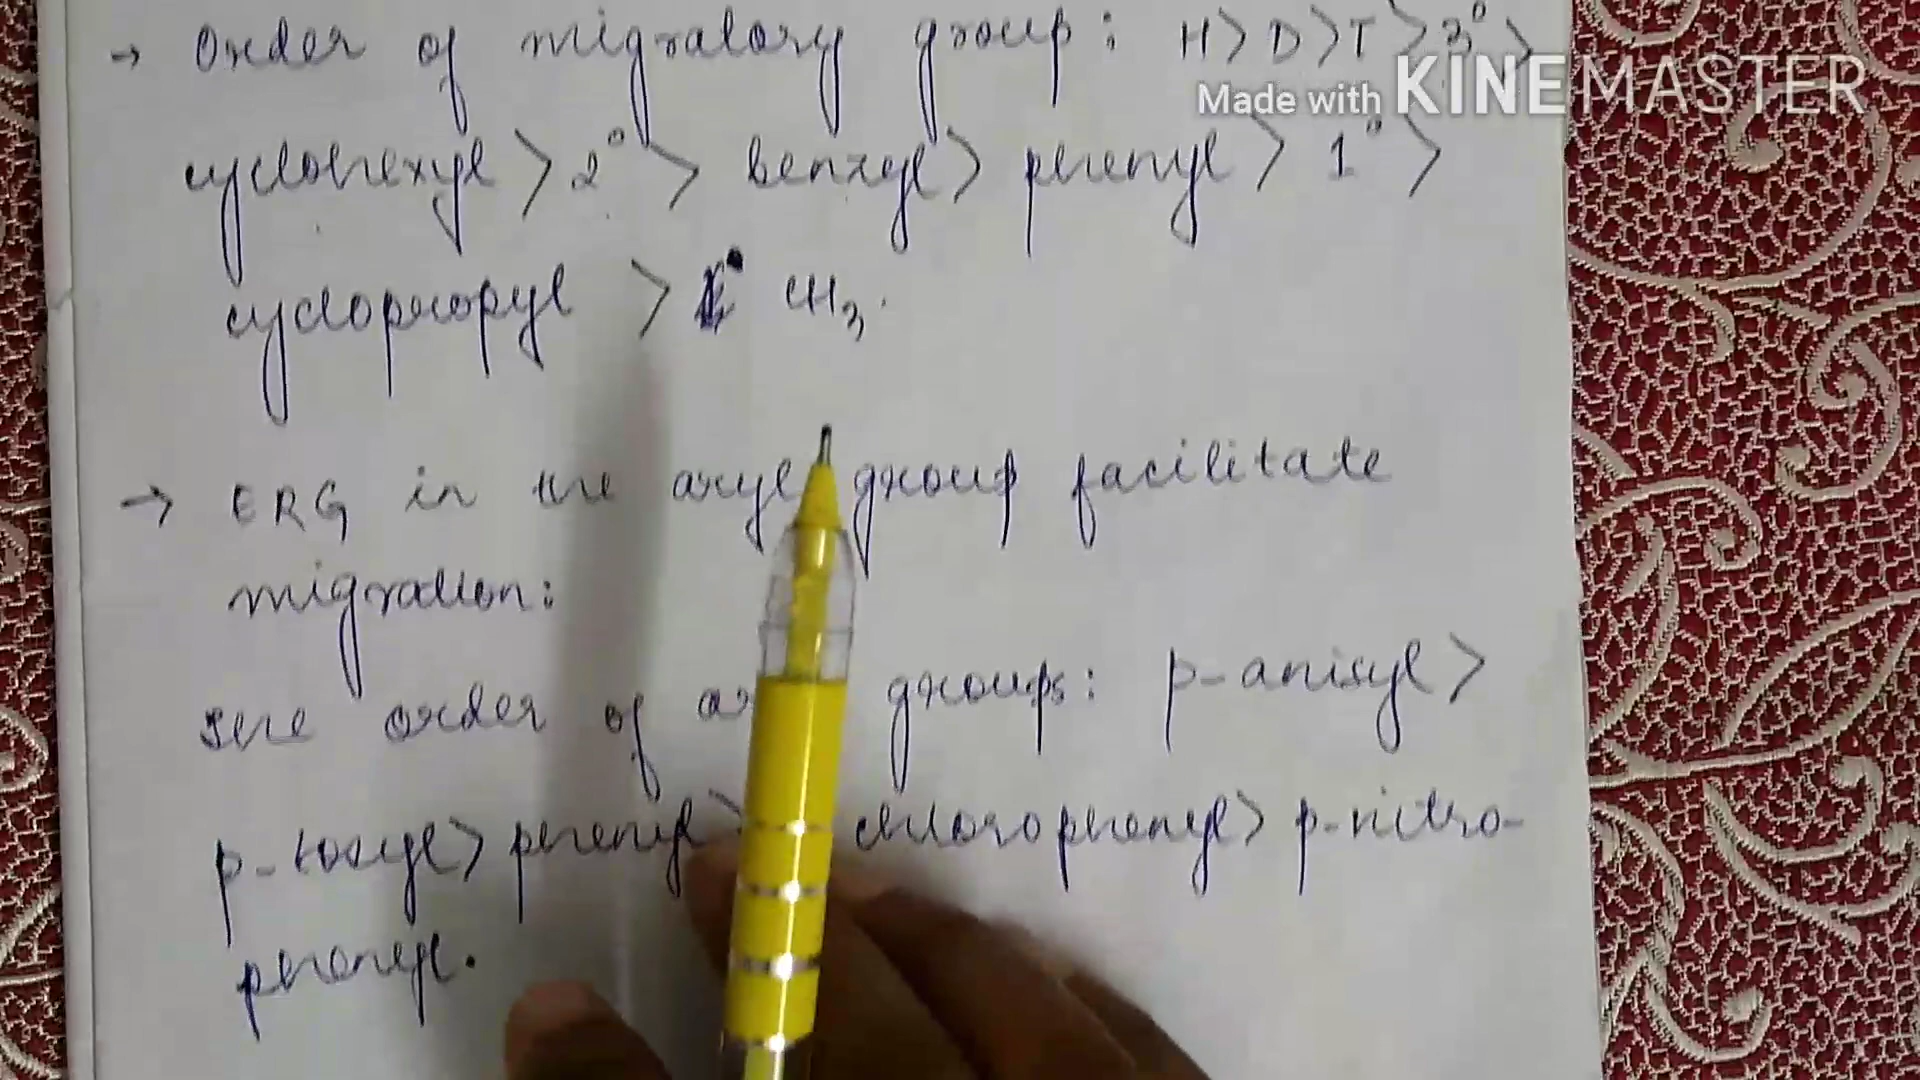 → Order of migratory group: H > D > T > 3° >
Made with KINEMASTER
cyclohexyl > 2° > benzyl > phenyl > 1° >
cyclopropyl > CH₃.
→ ERG in the aryl group facilitate
migration:
order of groups: p-anisyl >
p-tosyl > phenyl > chlorophenyl > p-nitro-
phenyl.